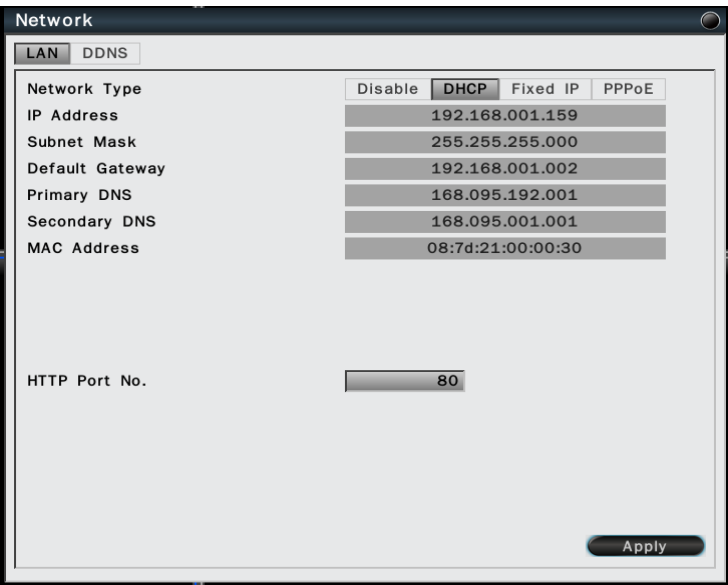 Network
LAN DDNS
Network Type Disable DHCP Fixed IP PPPoE
IP Address 192.168.001.159
Subnet Mask 255.255.255.000
Default Gateway 192.168.001.002
Primary DNS 168.095.192.001
Secondary DNS 168.095.001.001
MAC Address 08:7d:21:00:00:30
HTTP Port No. 80
Apply